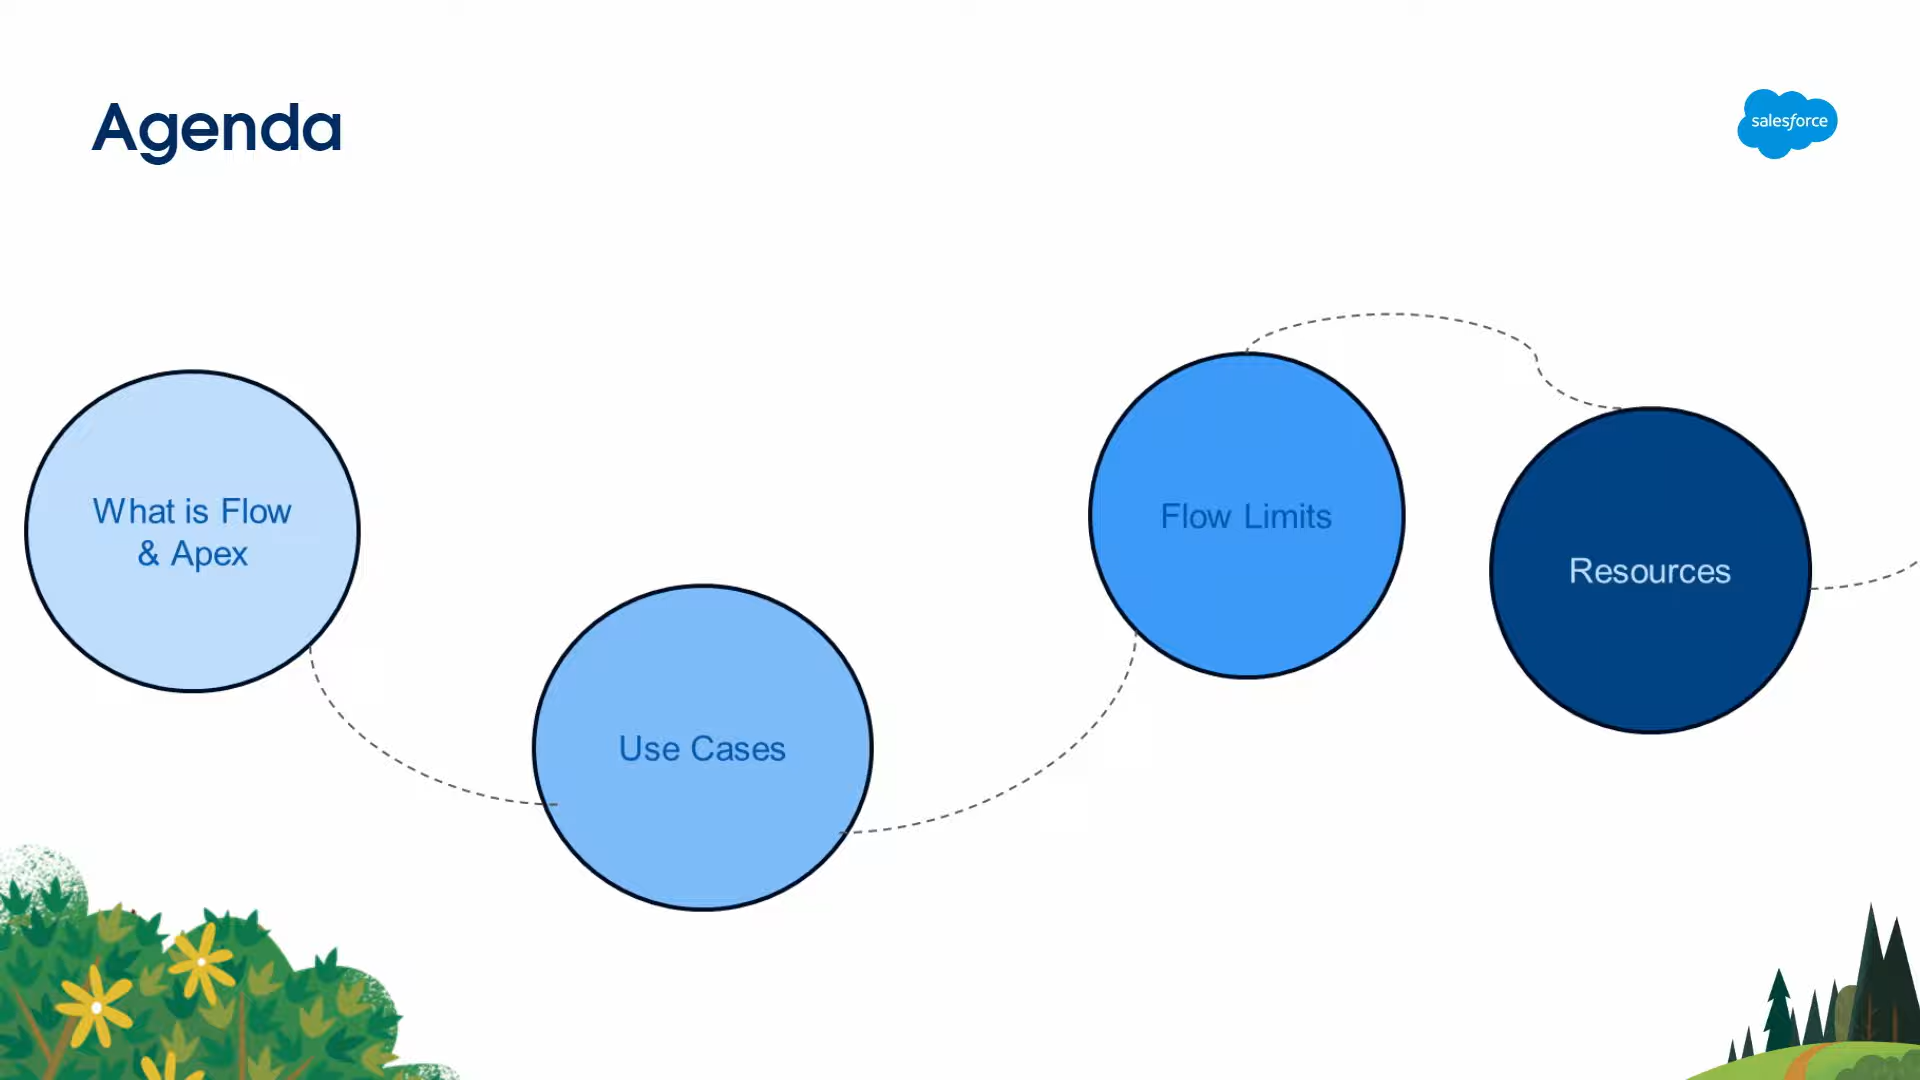 Agenda
salesforce
What is Flow
& Apex
Use Cases
Flow Limits
Resources